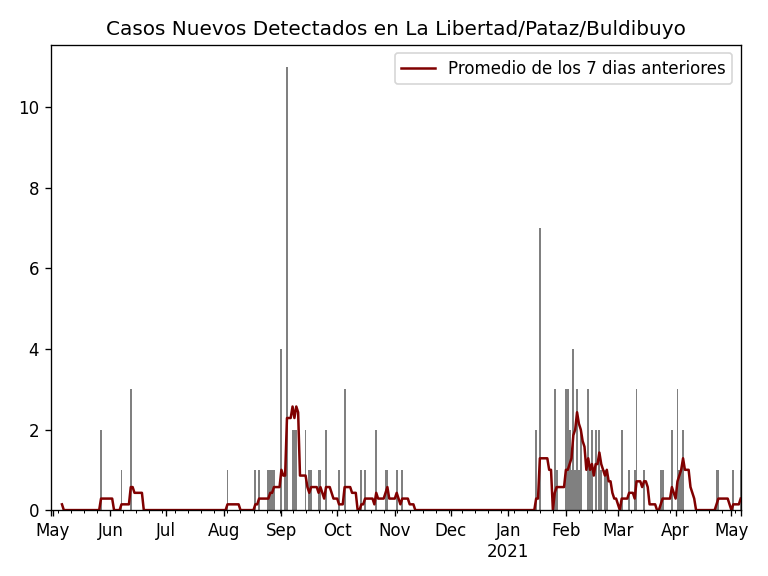 Casos Nuevos Detectados en La Libertad/Pataz/Buldibuyo
Promedio de los 7 dias anteriores
10
8
6
4
2
0
May Jun Jul Aug Sep Oct Nov Dec Jan Feb Mar Apr May
2021